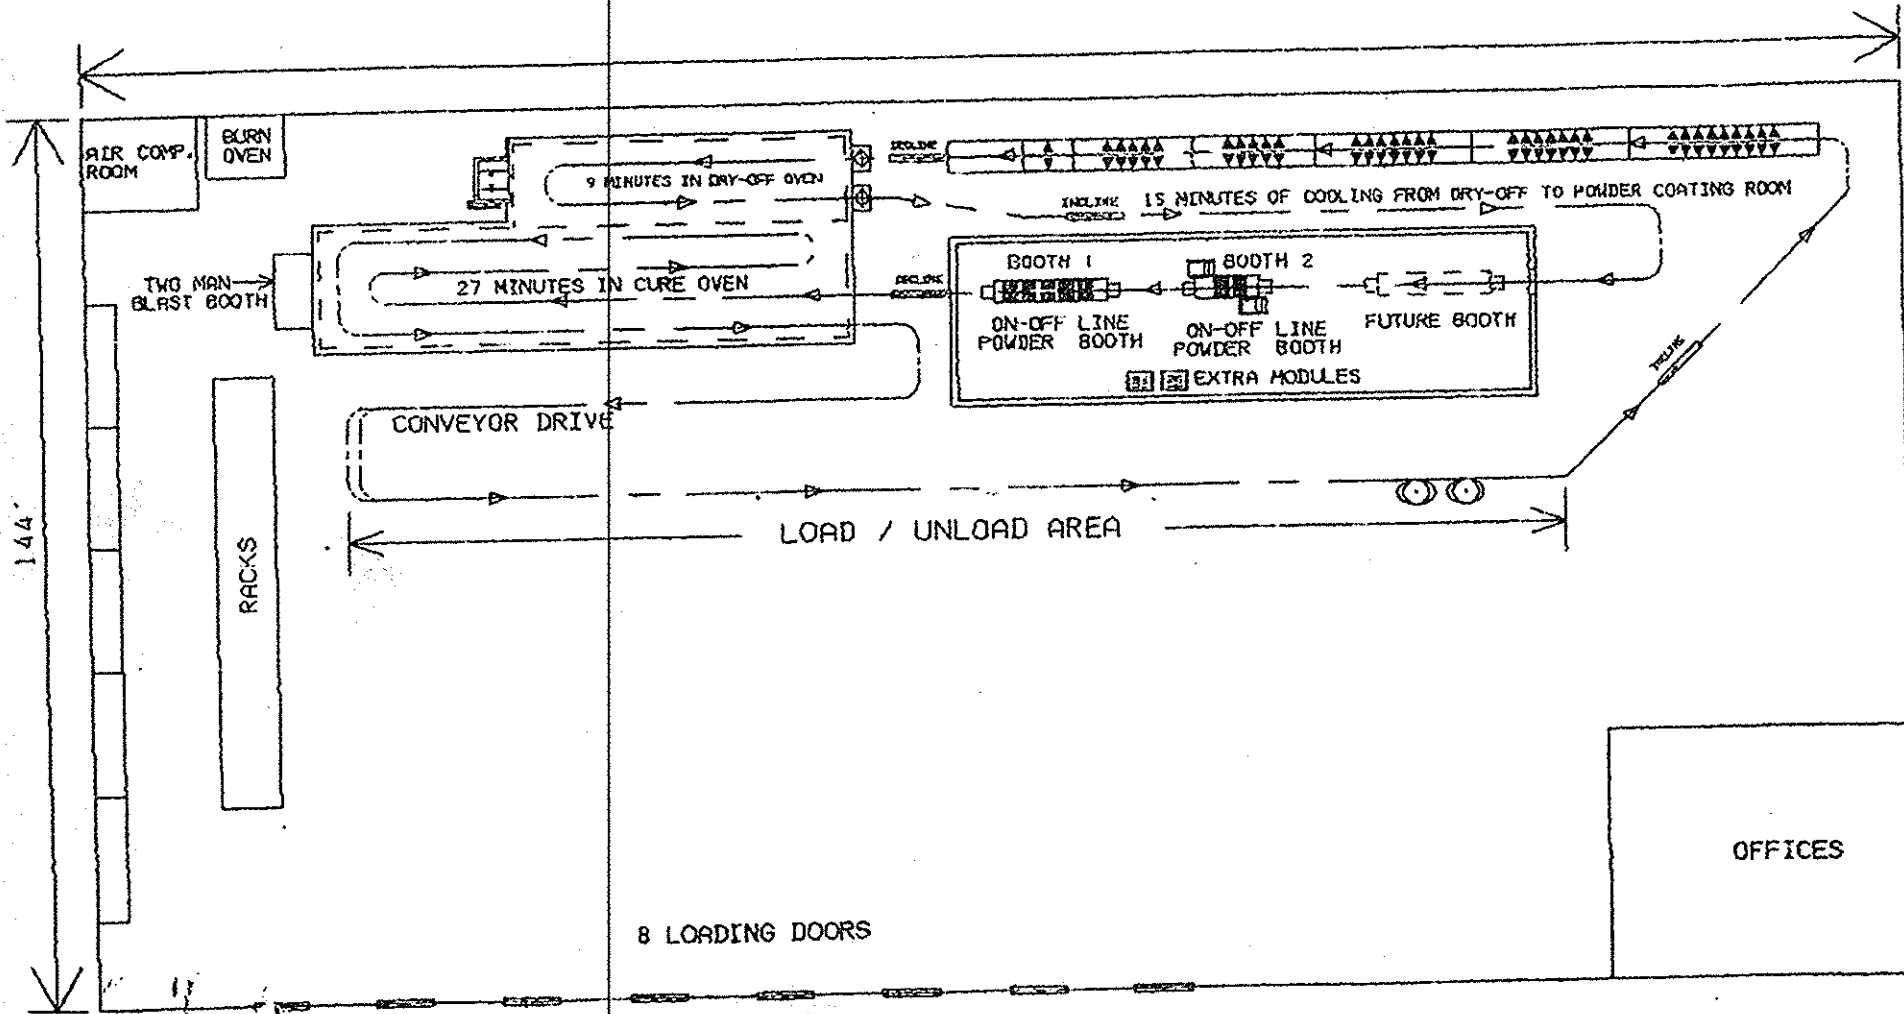 AIR COMP.
ROOM
BURN
OVEN
DECLINE
9 MINUTES IN DRY-OFF OVEN
INCLINE
15 MINUTES OF COOLING FROM DRY-OFF TO POWDER COATING ROOM
TWO MAN
BLAST BOOTH
27 MINUTES IN CURE OVEN
DECLINE
BOOTH 1
BOOTH 2
ON-OFF LINE
POWDER BOOTH
ON-OFF LINE
POWDER BOOTH
FUTURE BOOTH
INCLINE
EXTRA MODULES
CONVEYOR DRIVE
144'
RACKS
LOAD / UNLOAD AREA
OFFICES
8 LOADING DOORS